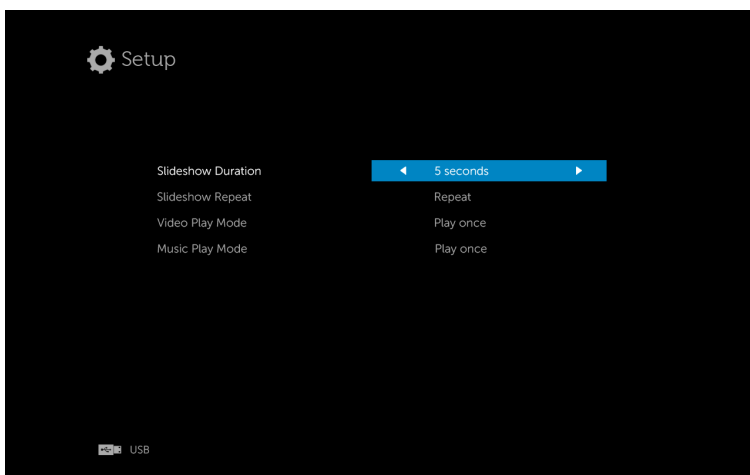 Setup
Slideshow Duration 5 seconds
Slideshow Repeat Repeat
Video Play Mode Play once
Music Play Mode Play once
USB